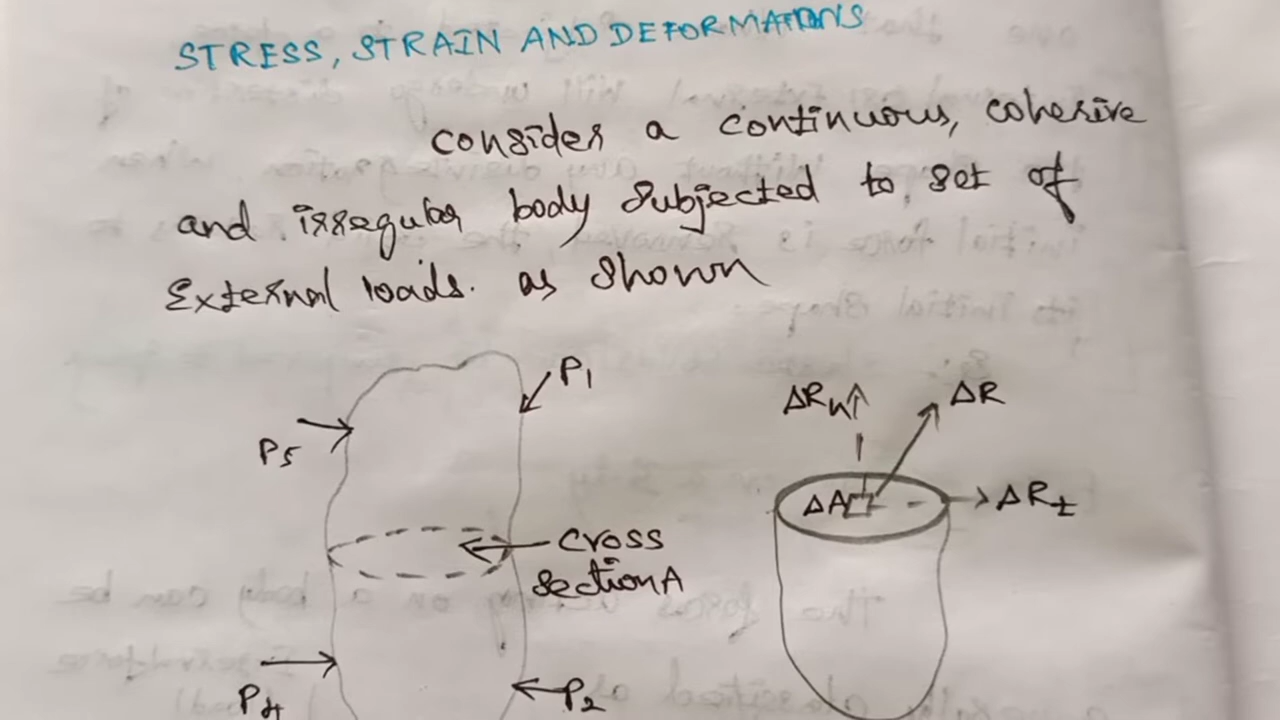 STRESS, STRAIN AND DEFORMATIONS
consider a continuous, cohesive
and irregular body subjected to set of
External loads. as shown
P1
P5
ΔRn
ΔR
ΔA
ΔRt
Cross
section A
P4
P2